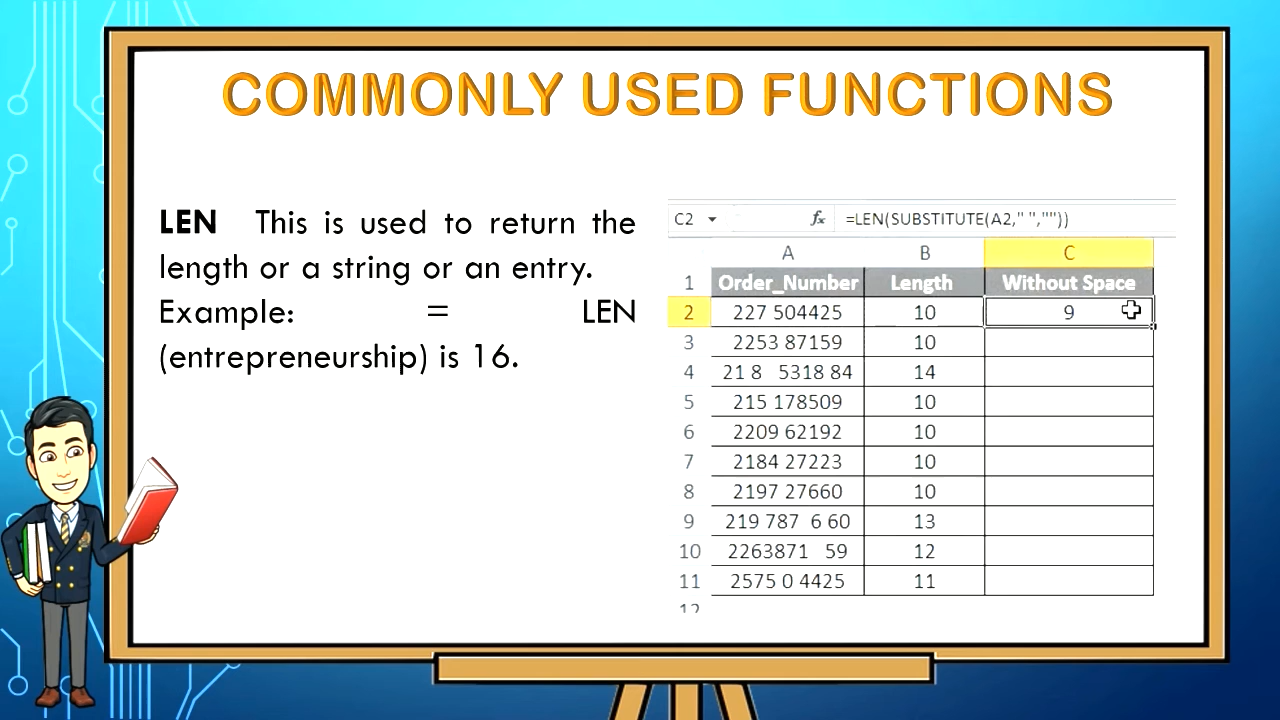 COMMONLY USED FUNCTIONS
LEN This is used to return the
length or a string or an entry.
Example: = LEN
(entrepreneurship) is 16.
C2 fx =LEN(SUBSTITUTE(A2," ",""))
A B C
1 Order_Number Length Without Space
2 227 504425 10 9
3 2253 87159 10
4 21 8   5318 84 14
5 215 178509 10
6 2209 62192 10
7 2184 27223 10
8 2197 27660 10
9 219 787  6 60 13
10 2263871   59 12
11 2575 0 4425 11
12